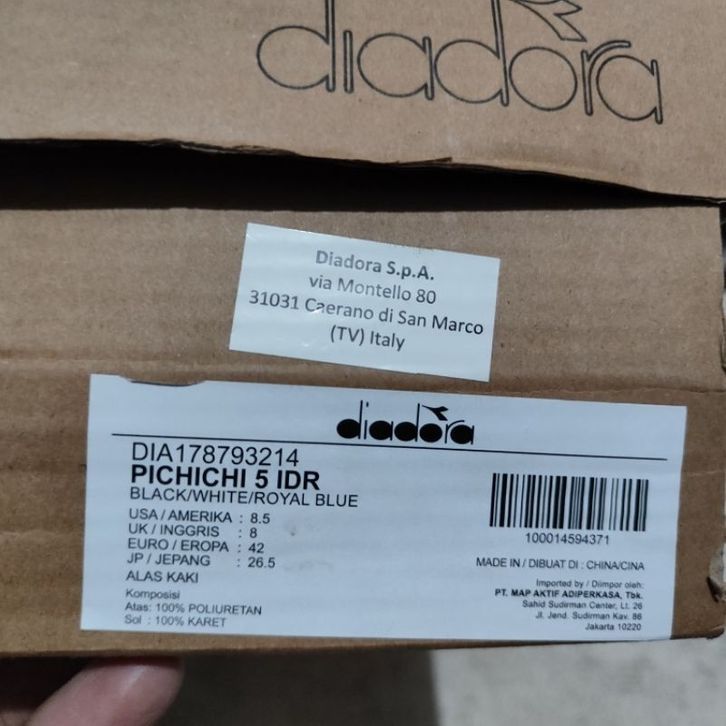 diadora
Diadora S.p.A.
via Montello 80
31031 Caerano di San Marco
(TV) Italy
diadora
DIA178793214
PICHICHI 5 IDR
BLACK/WHITE/ROYAL BLUE
USA / AMERIKA : 8.5
UK / INGGRIS : 8
EURO / EROPA : 42
JP / JEPANG : 26.5
ALAS KAKI
Komposisi
Atas: 100% POLIURETAN
Sol : 100% KARET
100014594371
MADE IN / DIBUAT DI : CHINA/CINA
Imported by / Diimpor oleh:
PT. MAP AKTIF ADIPERKASA, Tbk.
Sahid Sudirman Center, Lt. 26
Jl. Jend. Sudirman Kav. 86
Jakarta 10220